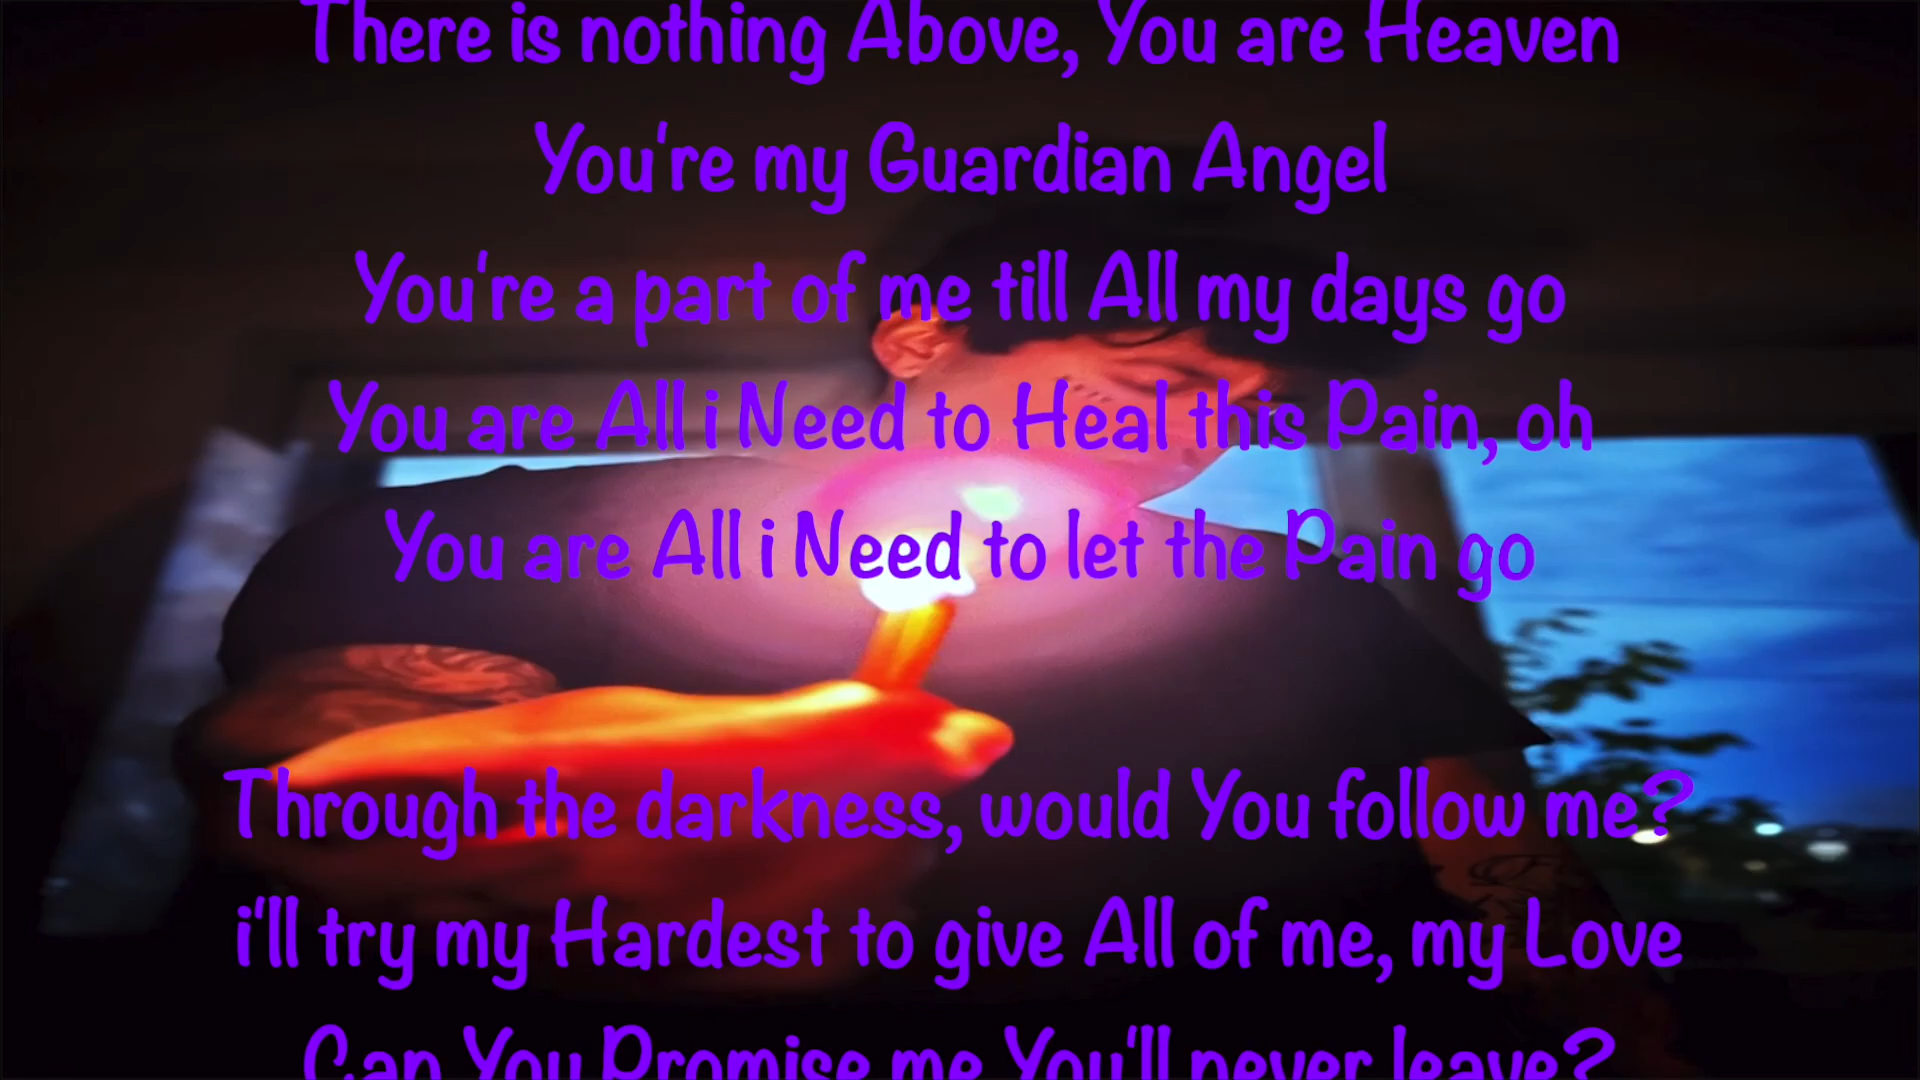 There is nothing Above, You are Heaven
You're my Guardian Angel
You're a part of me till All my days go
You are All i Need to Heal this Pain, oh
You are All i Need to let the Pain go
Through the darkness, would You follow me?
i'll try my Hardest to give All of me, my Love
Can You Promise me You'll never leave?